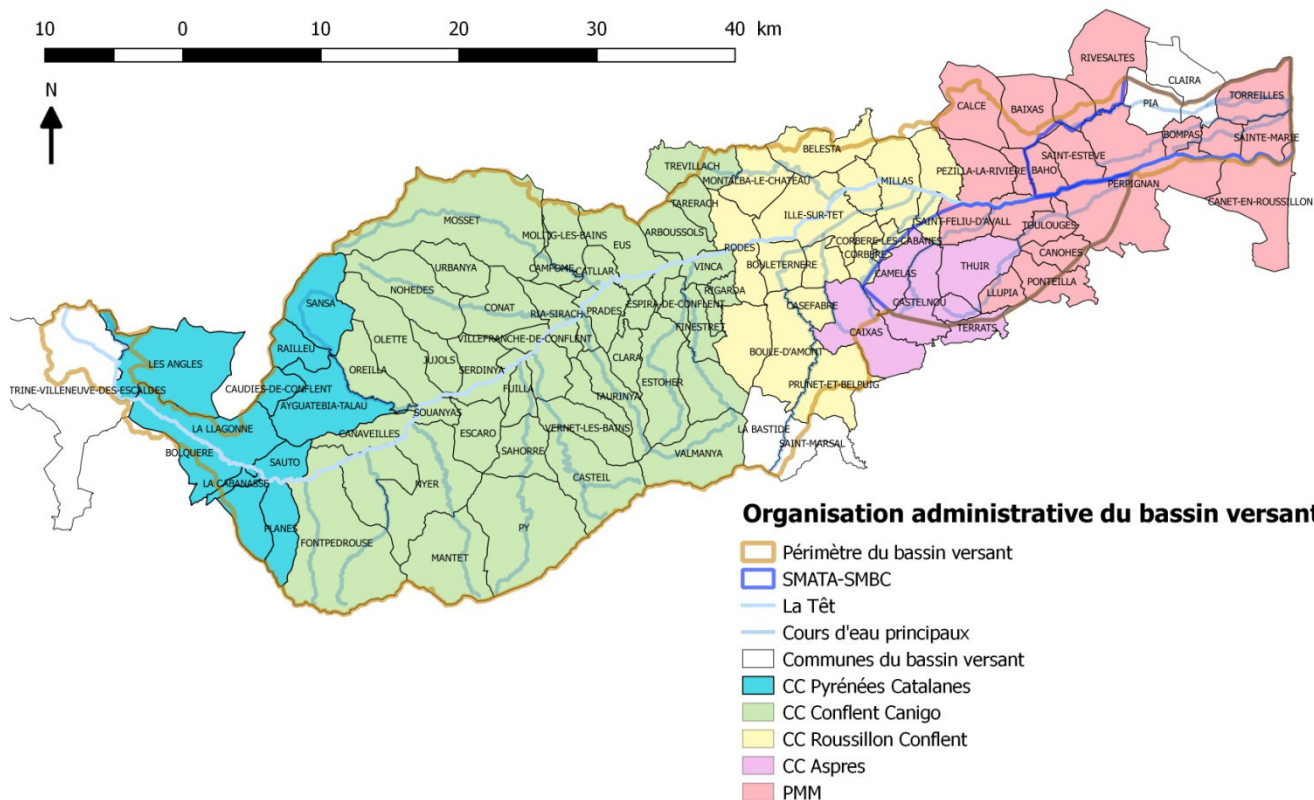 10 0 10 20 30 40 km
N
RIVESALTES
CLAIRA
CALCE
BAIXAS
PIA
TORREILLES
BOMPAS
SAINTE-MARIE
BELESTA
SAINT-ESTEVE
TREVILLACH
MONTALBA-LE-CHATEAU
MILLAS
PEZILLA-LA-RIVIERE
BAHO
PERPIGNAN
CANET-EN-ROUSSILLON
TARERACH
ILLE-SUR-TET
SAINT-FELIU-D'AVALL
TOULOUGES
MOSSET
MOLITG-LES-BAINS
EUS
ARBOUSSOLS
RODES
CORBERE-LES-CABANES
CORBERE
CANOHES
URBANYA
CAMPOME
CATLLAR
VINCA
BOULETERNERE
CAMELAS
THUIR
PONTEILLA
NOHEDES
CONAT
RIA-SIRACH
PRADES
ESPIRA-DE-CONFLENT
RIGARDA
CASEFABRE
CASTELNOU
LLUPIA
SANSA
FINESTRET
CAIXAS
TERRATS
OLETTE
VILLEFRANCHE-DE-CONFLENT
RAILLEU
JUJOLS
CLARA
BOULE-D'AMONT
LES ANGLES
OREILLA
SERDINYA
ESTOHER
TRINE-VILLENEUVE-DES-ESCALDES
CAUDIES-DE-CONFLENT
FUILLA
TAURINYA
PRUNET-ET-BELPUIG
AYGUATEBIA-TALAU
SOUANYAS
LA LLAGONNE
CANAVEILLES
ESCARO
VERNET-LES-BAINS
LA BASTIDE
SAINT-MARSAL
BOLQUERE
SAUTO
SAHORRE
VALMANYA
LA CABANASSE
NYER
CASTEIL
PLANES
FONTPEDROUSE
MANTET
PY
Organisation administrative du bassin versant
Périmètre du bassin versant
SMATA-SMBC
La Têt
Cours d'eau principaux
Communes du bassin versant
CC Pyrénées Catalanes
CC Conflent Canigo
CC Roussillon Conflent
CC Aspres
PMM